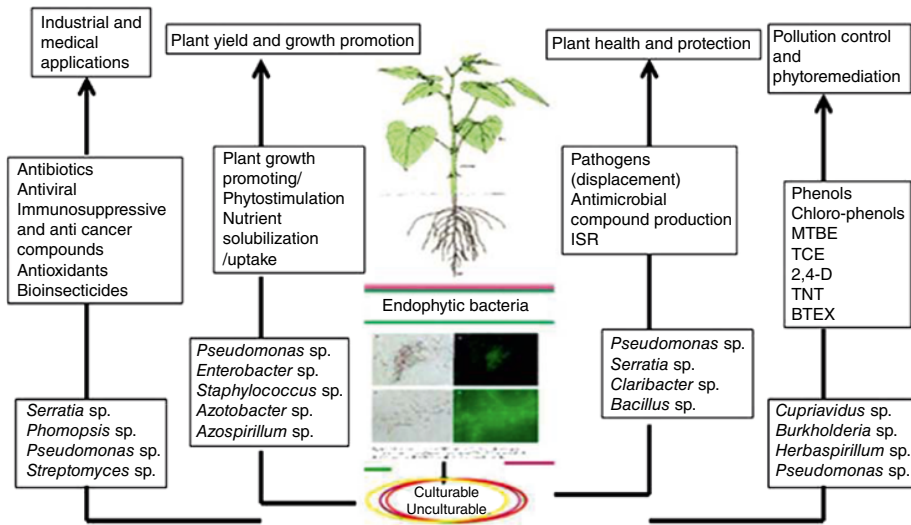 Industrial and
medical
applications
Plant yield and growth promotion
Plant health and protection
Pollution control
and
phytoremediation
Antibiotics
Antiviral
Immunosuppressive
and anti cancer
compounds
Antioxidants
Bioinsecticides
Plant growth
promoting/
Phytostimulation
Nutrient
solubilization
/uptake
Pathogens
(displacement)
Antimicrobial
compound production
ISR
Phenols
Chloro-phenols
MTBE
TCE
2,4-D
TNT
BTEX
Endophytic bacteria
Serratia sp.
Phomopsis sp.
Pseudomonas sp.
Streptomyces sp.
Pseudomonas sp.
Enterobacter sp.
Staphylococcus sp.
Azotobacter sp.
Azospirillum sp.
Pseudomonas sp.
Serratia sp.
Claribacter sp.
Bacillus sp.
Cupriavidus sp.
Burkholderia sp.
Herbaspirillum sp.
Pseudomonas sp.
Culturable
Unculturable